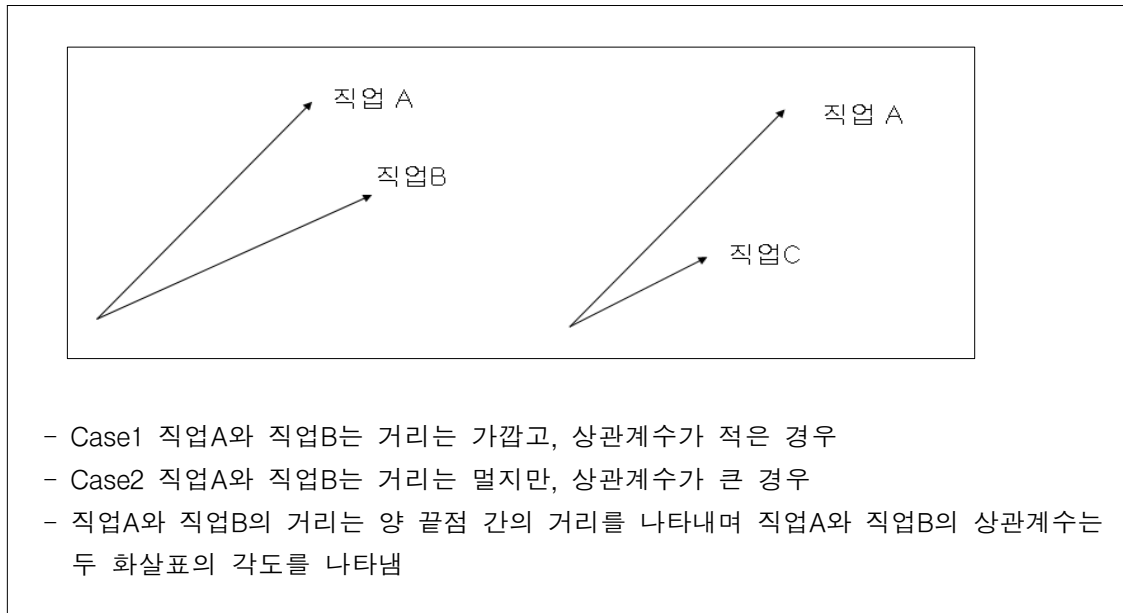 직업 A
직업B
직업 A
직업C
- Case1 직업A와 직업B는 거리는 가깝고, 상관계수가 적은 경우
- Case2 직업A와 직업B는 거리는 멀지만, 상관계수가 큰 경우
- 직업A와 직업B의 거리는 양 끝점 간의 거리를 나타내며 직업A와 직업B의 상관계수는
두 화살표의 각도를 나타냄